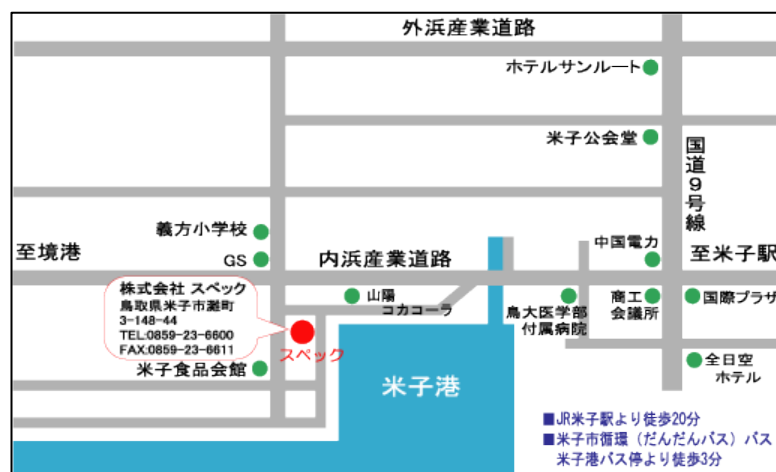 外浜産業道路
ホテルサンルート
米子公会堂
国道9号線
義方小学校
中国電力
至境港
GS
内浜産業道路
至米子駅
株式会社 スペック
鳥取県米子市灘町
3-148-44
TEL:0859-23-6600
FAX:0859-23-6611
山陽
コカコーラ
鳥大医学部
付属病院
商工
会議所
国際プラザ
スペック
米子食品会館
米子港
全日空
ホテル
■JR米子駅より徒歩20分
■米子市循環（だんだんバス）バス
米子港バス停より徒歩3分